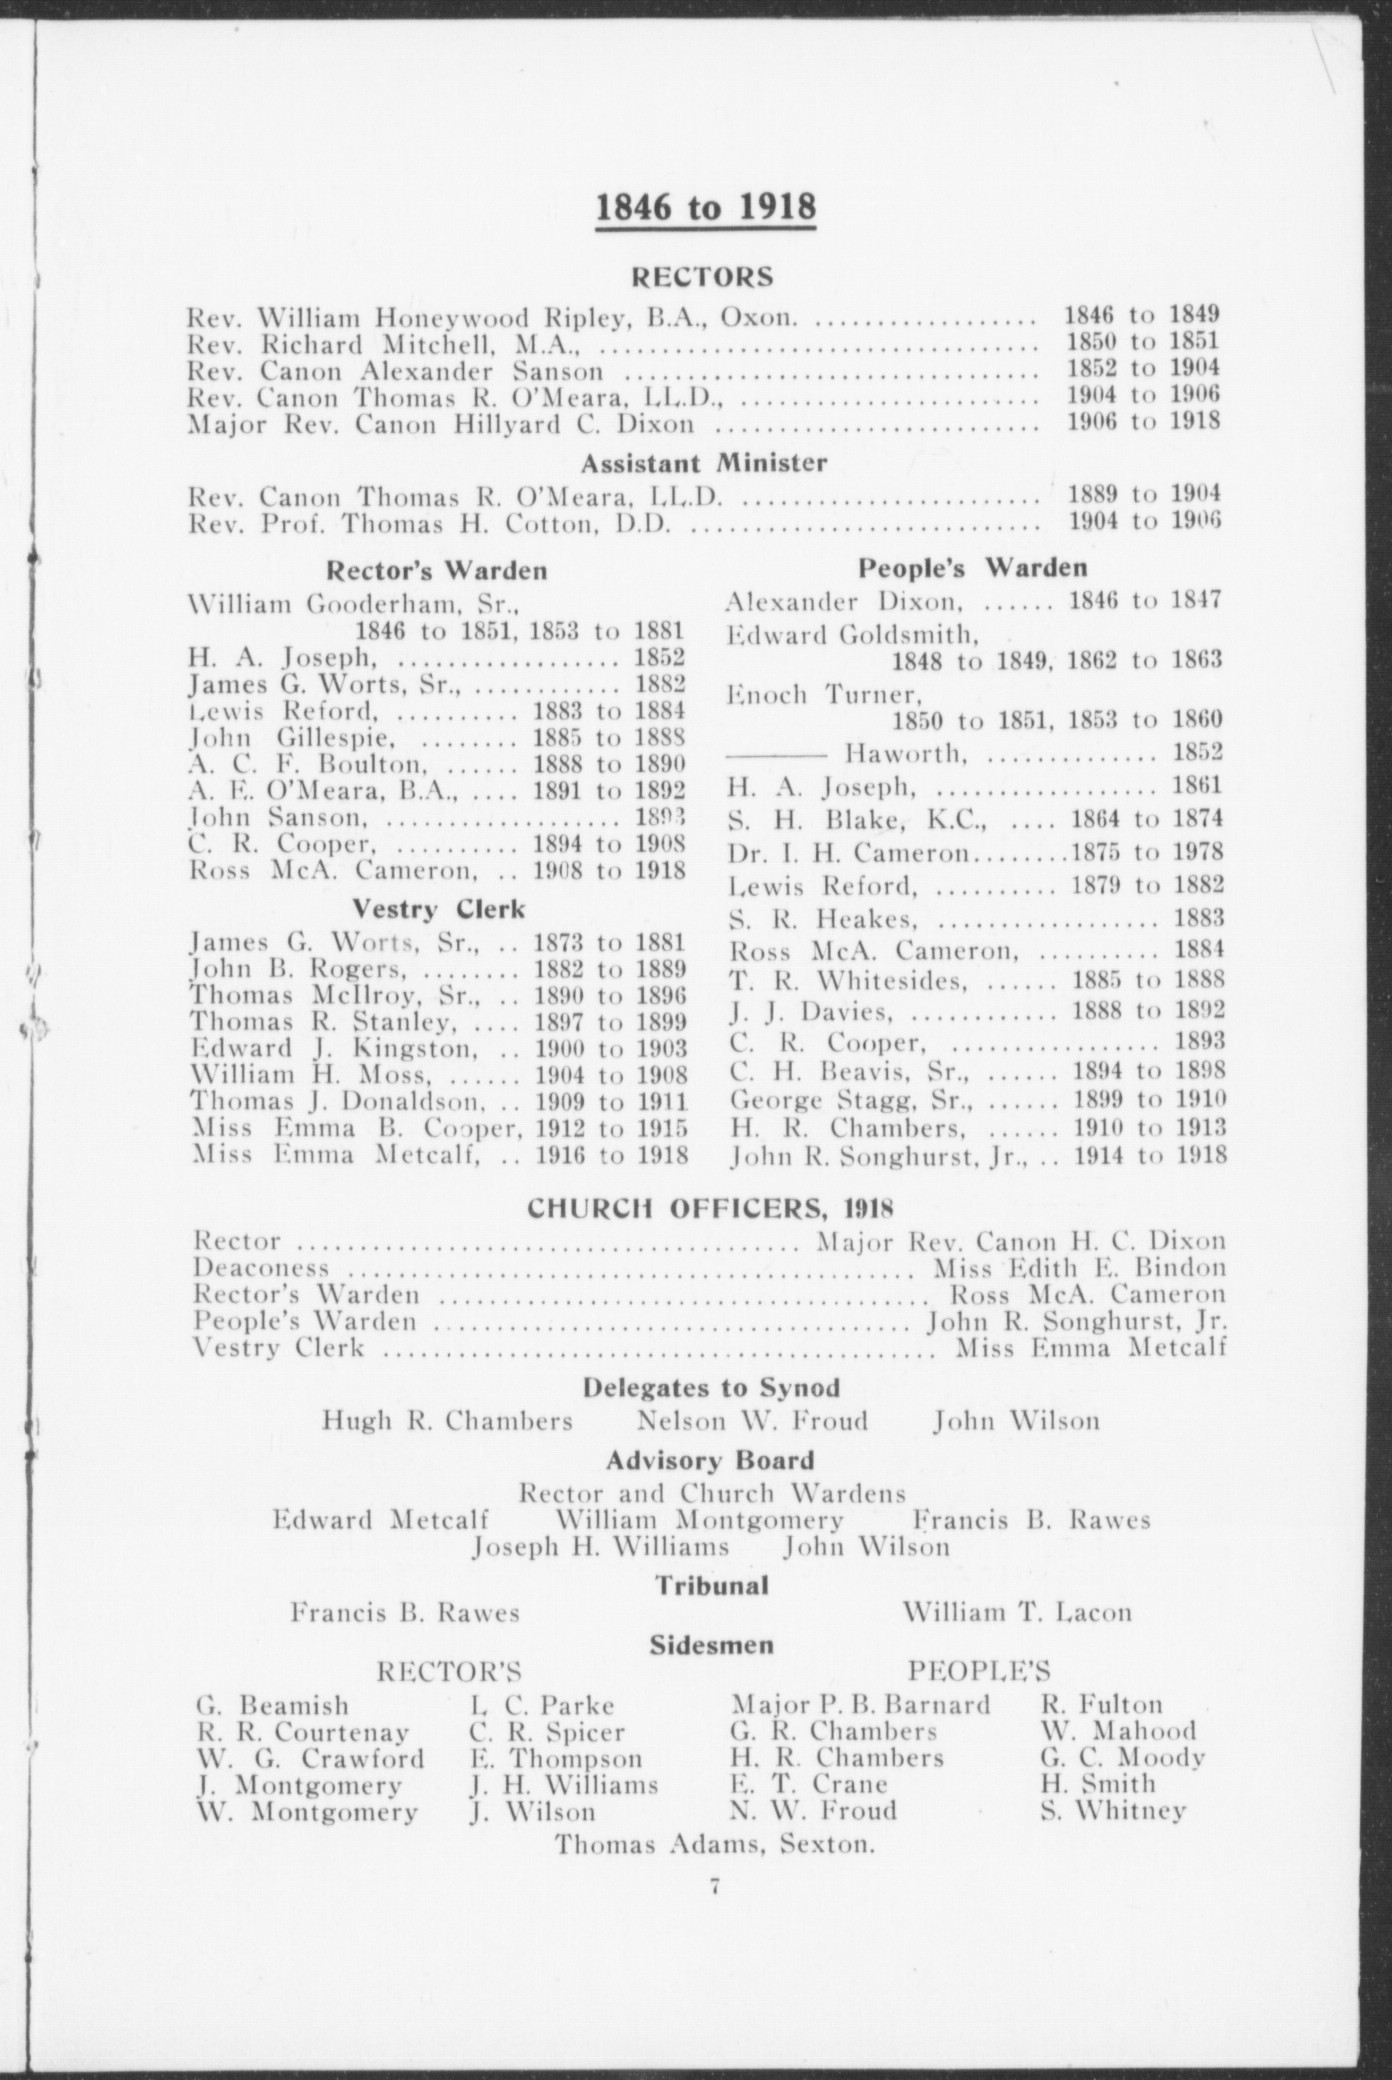 1846 to 1918
RECTORS
Rev. William Honeywood Ripley, B.A., Oxon. .................. 1846 to 1849
Rev. Richard Mitchell, M.A., ................................... 1850 to 1851
Rev. Canon Alexander Sanson ................................. 1852 to 1904
Rev. Canon Thomas R. O'Meara, LL.D., ........................ 1904 to 1906
Major Rev. Canon Hillyard C. Dixon .......................... 1906 to 1918
Assistant Minister
Rev. Canon Thomas R. O'Meara, LL.D. ........................ 1889 to 1904
Rev. Prof. Thomas H. Cotton, D.D. ............................ 1904 to 1906
Rector's Warden
William Gooderham, Sr.,
1846 to 1851, 1853 to 1881
H. A. Joseph, .................. 1852
James G. Worts, Sr., ............ 1882
Lewis Reford, .......... 1883 to 1884
John Gillespie, ........ 1885 to 1888
A. C. F. Boulton, ...... 1888 to 1890
A. E. O'Meara, B.A., .... 1891 to 1892
John Sanson, ................... 1893
C. R. Cooper, .......... 1894 to 1908
Ross McA. Cameron, .. 1908 to 1918
Vestry Clerk
James G. Worts, Sr., .. 1873 to 1881
John B. Rogers, ........ 1882 to 1889
Thomas McIlroy, Sr., .. 1890 to 1896
Thomas R. Stanley, .... 1897 to 1899
Edward J. Kingston, .. 1900 to 1903
William H. Moss, ...... 1904 to 1908
Thomas J. Donaldson, .. 1909 to 1911
Miss Emma B. Cooper, 1912 to 1915
Miss Emma Metcalf, .. 1916 to 1918
People's Warden
Alexander Dixon, ...... 1846 to 1847
Edward Goldsmith,
1848 to 1849, 1862 to 1863
Enoch Turner,
1850 to 1851, 1853 to 1860
——— Haworth, .............. 1852
H. A. Joseph, .................. 1861
S. H. Blake, K.C., .... 1864 to 1874
Dr. I. H. Cameron........1875 to 1978
Lewis Reford, .......... 1879 to 1882
S. R. Heakes, .................. 1883
Ross McA. Cameron, .......... 1884
T. R. Whitesides, ...... 1885 to 1888
J. J. Davies, ............ 1888 to 1892
C. R. Cooper, ................. 1893
C. H. Beavis, Sr., ...... 1894 to 1898
George Stagg, Sr., ...... 1899 to 1910
H. R. Chambers, ...... 1910 to 1913
John R. Songhurst, Jr., .. 1914 to 1918
CHURCH OFFICERS, 1918
Rector ........................................ Major Rev. Canon H. C. Dixon
Deaconess ............................................. Miss Edith E. Bindon
Rector's Warden ....................................... Ross McA. Cameron
People's Warden ...................................... John R. Songhurst, Jr.
Vestry Clerk ............................................ Miss Emma Metcalf
Delegates to Synod
Hugh R. Chambers Nelson W. Froud John Wilson
Advisory Board
Rector and Church Wardens
Edward Metcalf William Montgomery Francis B. Rawes
Joseph H. Williams John Wilson
Tribunal
Francis B. Rawes William T. Lacon
Sidesmen
RECTOR'S PEOPLE'S
G. Beamish L C. Parke Major P. B. Barnard R. Fulton
R. R. Courtenay C. R. Spicer G. R. Chambers W. Mahood
W. G. Crawford E. Thompson H. R. Chambers G. C. Moody
J. Montgomery J. H. Williams E. T. Crane H. Smith
W. Montgomery J. Wilson N. W. Froud S. Whitney
Thomas Adams, Sexton.
7